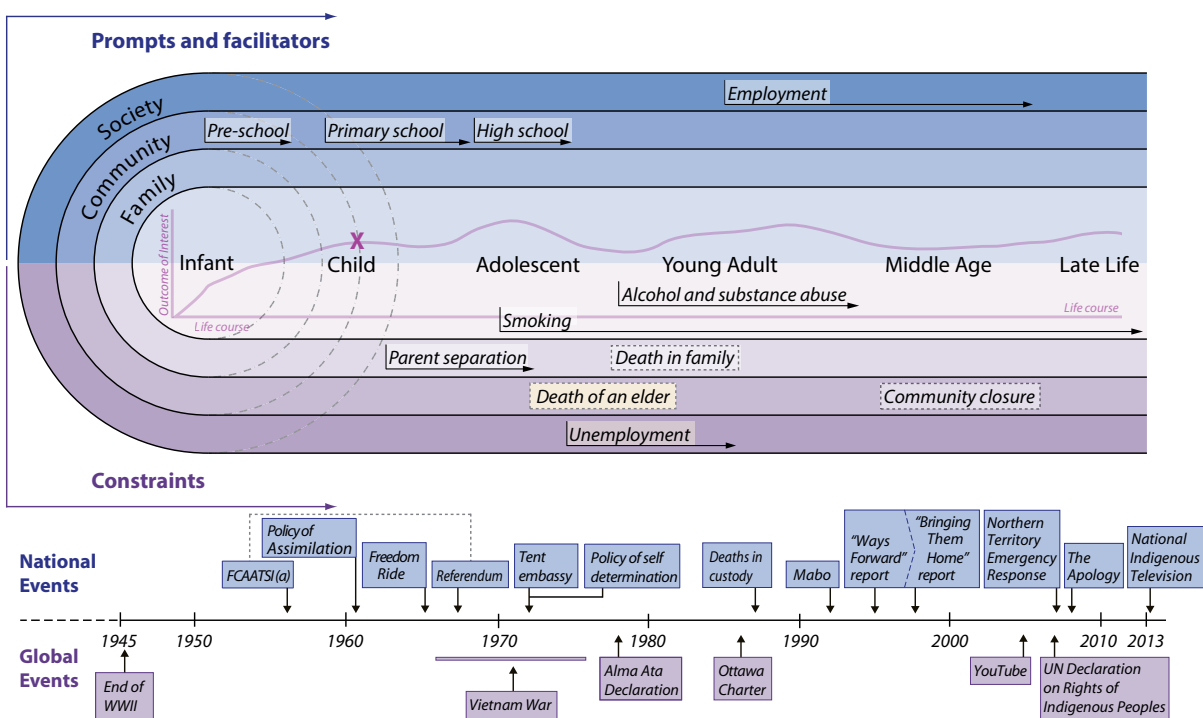 Prompts and facilitators
Society
Community
Family
Employment
Pre-school
Primary school
High school
Outcome of Interest
X
Infant
Child
Adolescent
Young Adult
Middle Age
Late Life
Alcohol and substance abuse
Life course
Life course
Smoking
Parent separation
Death in family
Death of an elder
Community closure
Unemployment
Constraints
National
Events
FCAATSI(a)
Policy of
Assimilation
Freedom
Ride
Referendum
Tent
embassy
Policy of self
determination
Deaths in
custody
Mabo
"Ways
Forward"
report
"Bringing
Them
Home"
report
Northern
Territory
Emergency
Response
The
Apology
National
Indigenous
Television
1945
1950
1960
1970
1980
1990
2000
2010
2013
Global
Events
End of
WWII
Vietnam War
Alma Ata
Declaration
Ottawa
Charter
YouTube
UN Declaration
on Rights of
Indigenous Peoples